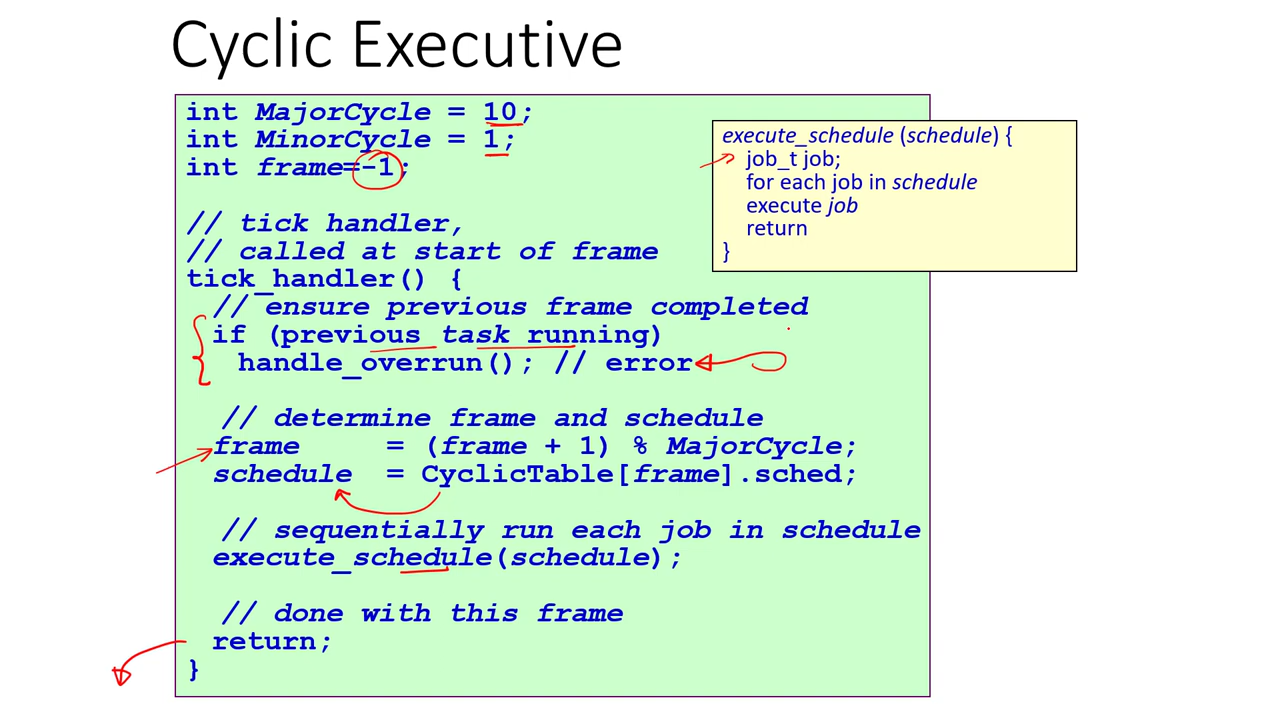 Cyclic Executive
int MajorCycle = 10;
int MinorCycle = 1;
int frame=-1;
// tick handler,
// called at start of frame
tick_handler() {
// ensure previous frame completed
if (previous task running)
handle_overrun(); // error
// determine frame and schedule
frame = (frame + 1) % MajorCycle;
schedule = CyclicTable[frame].sched;
// sequentially run each job in schedule
execute_schedule(schedule);
// done with this frame
return;
}
execute_schedule (schedule) {
job_t job;
for each job in schedule
execute job
return
}